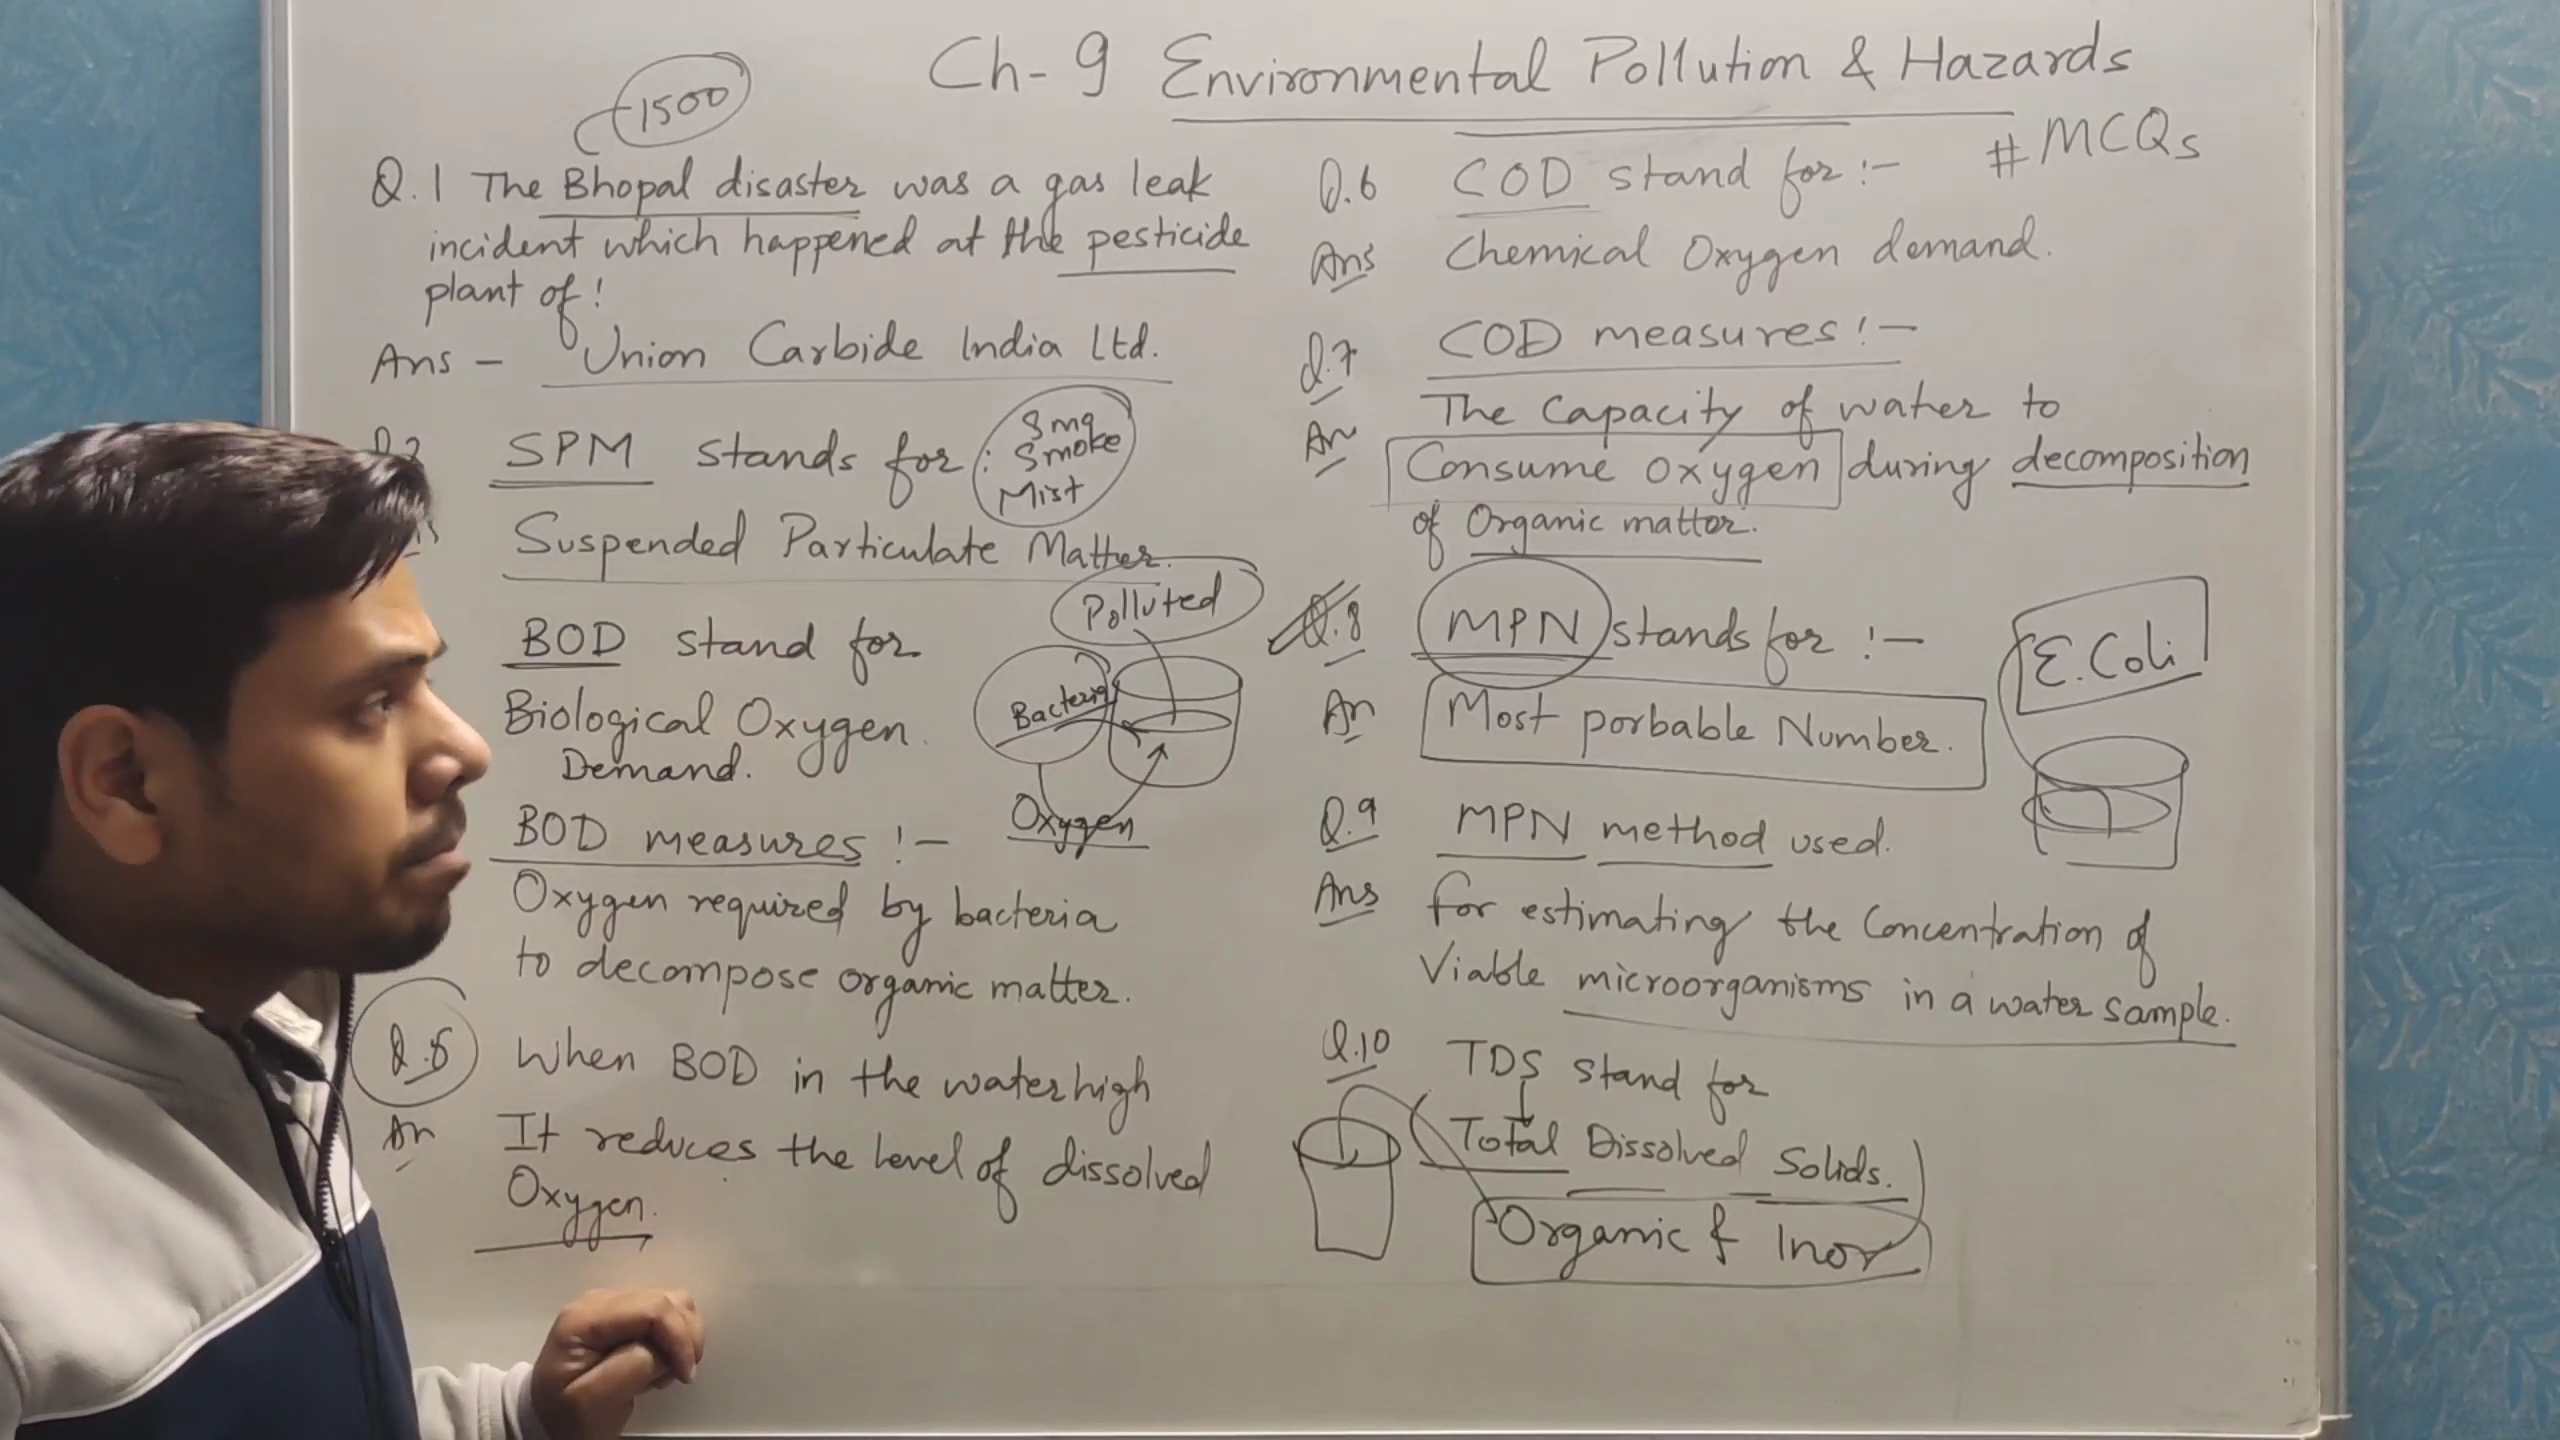 Ch-9 Environmental Pollution & Hazards
# MCQs
1500
Q.1 The Bhopal disaster was a gas leak
incident which happened at the pesticide
plant of!
Ans - Union Carbide India Ltd.
SPM stands for :
Smoke
Mist
Suspended Particulate Matter.
BOD stand for
Biological Oxygen
Demand.
Polluted
Bacteria
Oxygen
BOD measures !-
Oxygen required by bacteria
to decompose organic matter.
Q.5 When BOD in the water high
An It reduces the level of dissolved
Oxygen.
Q.6 COD stand for :-
Ans Chemical Oxygen demand.
Q.7 COD measures !-
An The Capacity of water to
Consume oxygen during decomposition
of Organic matter.
Q.8 MPN stands for :-
An Most porbable Number.
E.Coli
Q.9 MPN method used.
Ans for estimating the Concentration of
Viable microorganisms in a water sample.
Q.10 TDS stand for
Total Dissolved Solids.
Organic & Inor